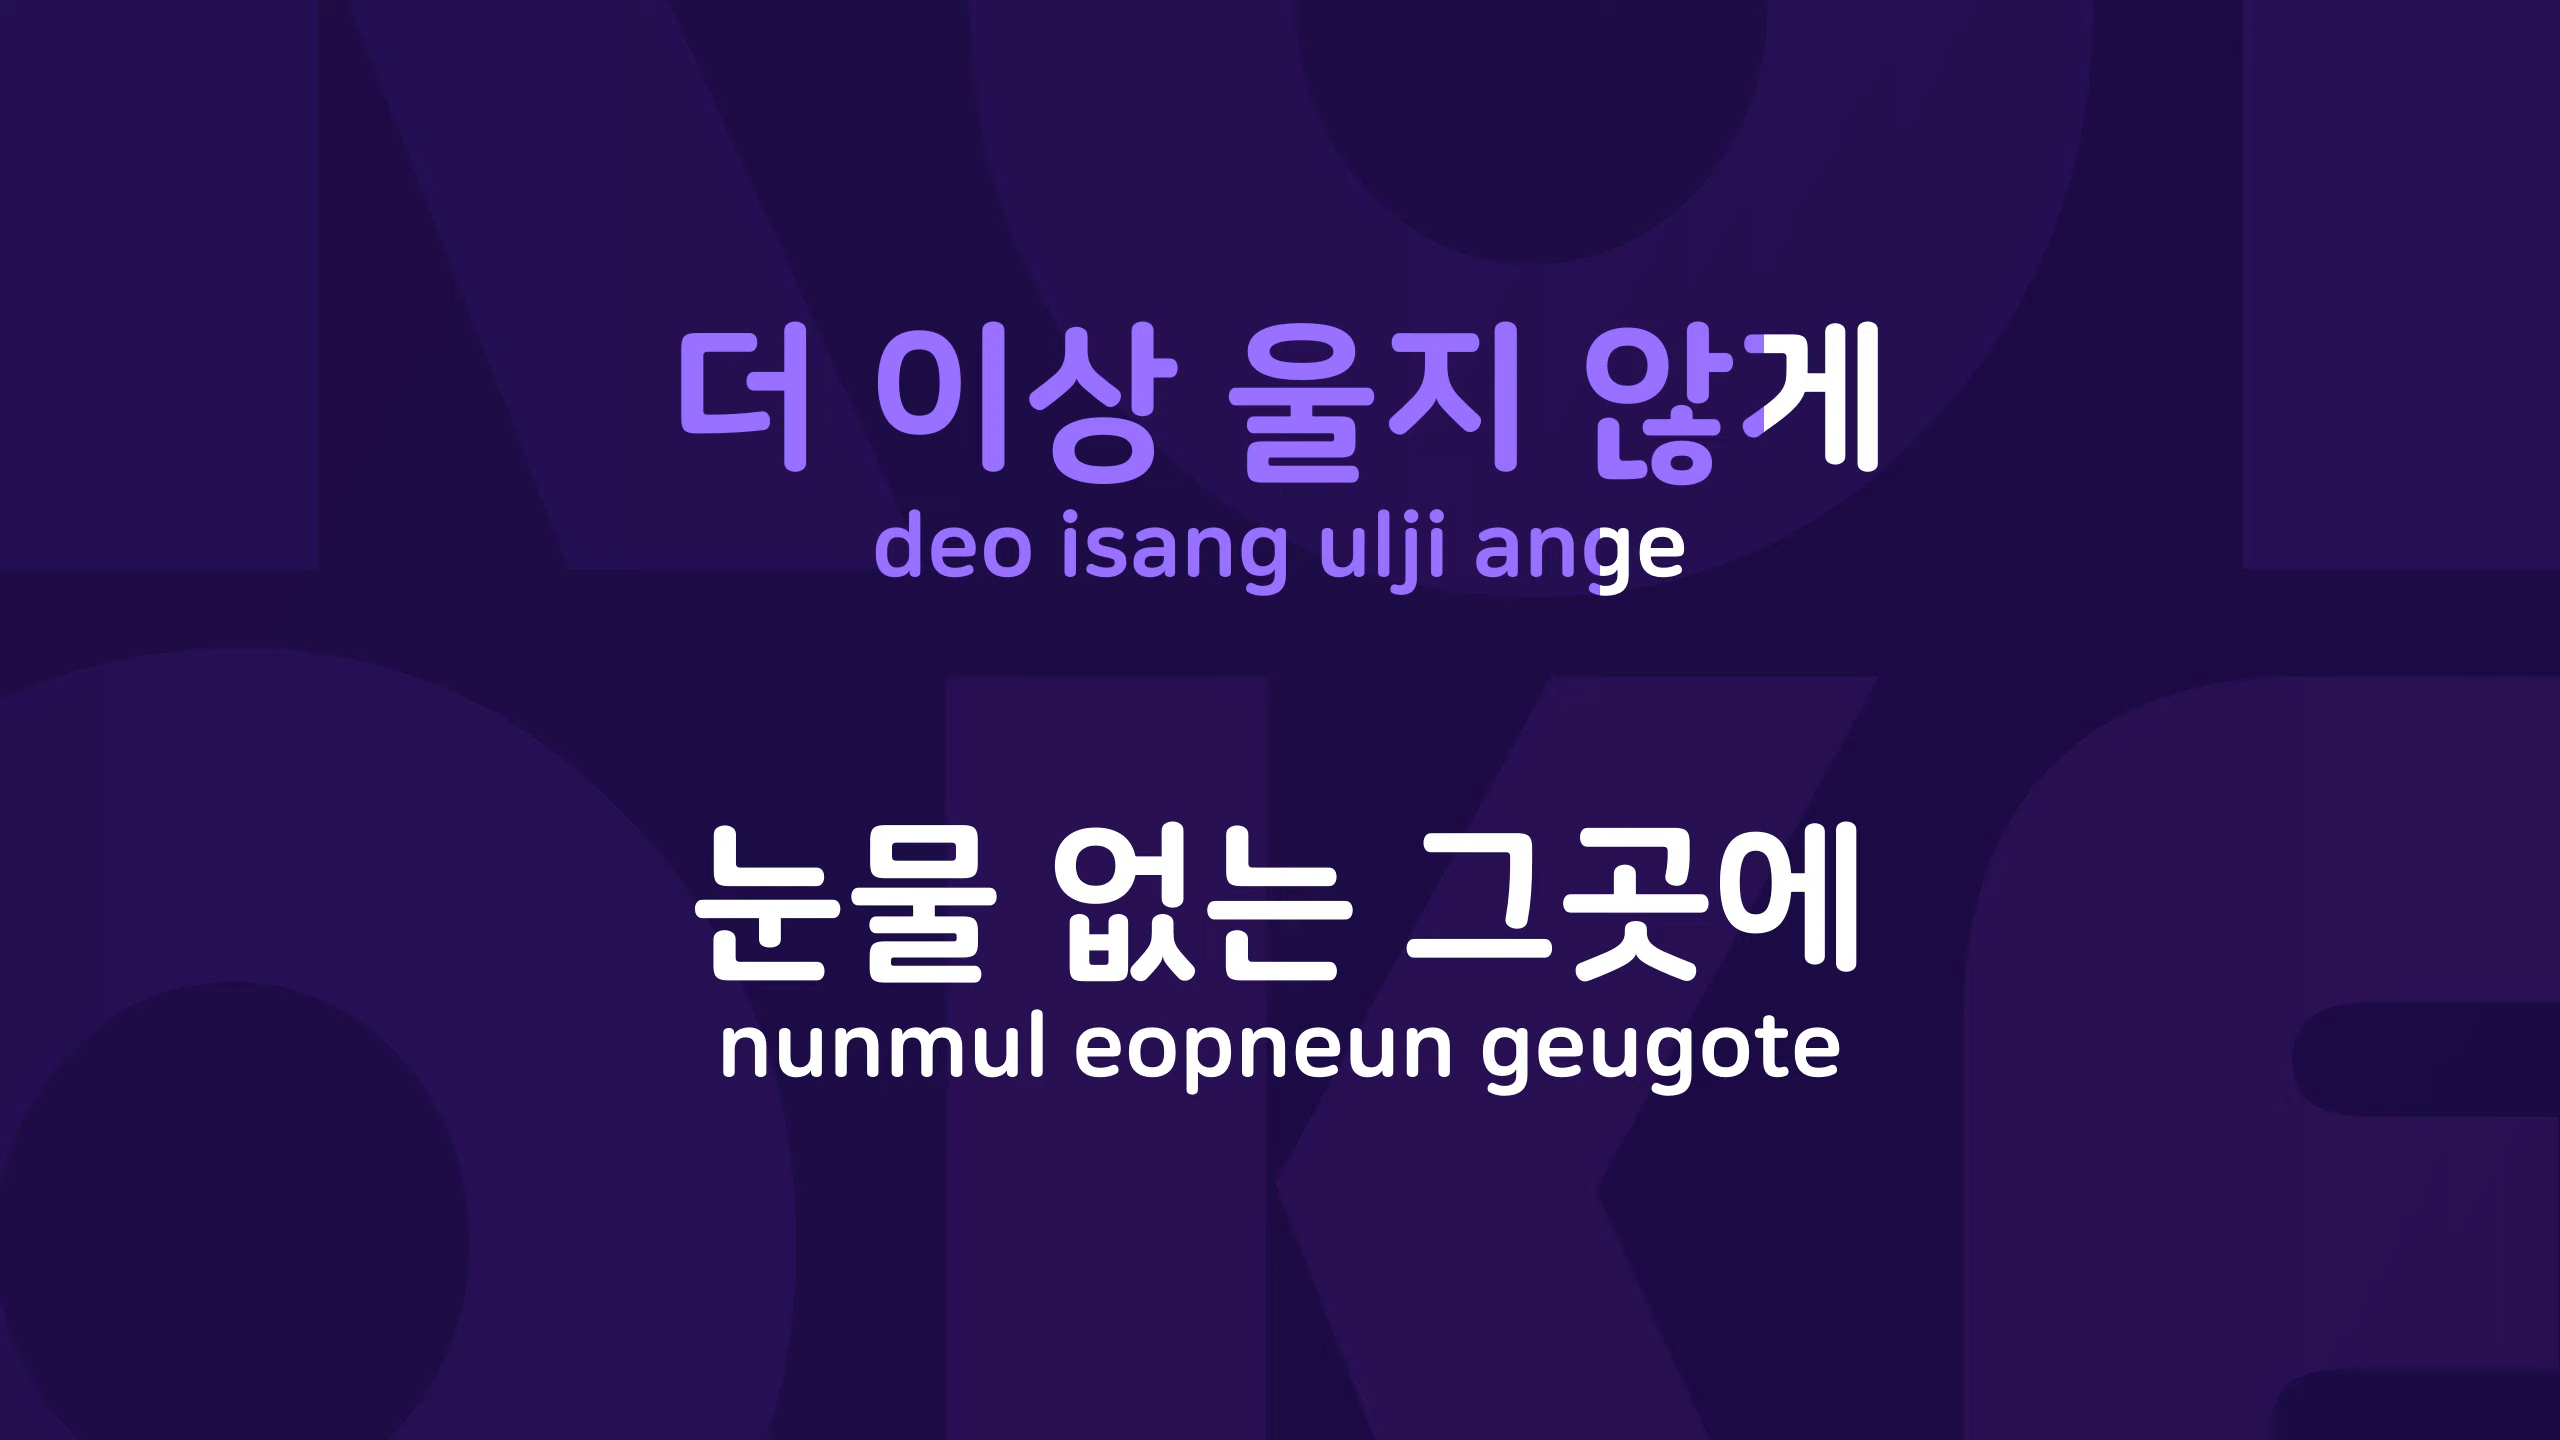 더 이상 울지 않게
deo isang ulji ange
눈물 없는 그곳에
nunmul eopneun geugote